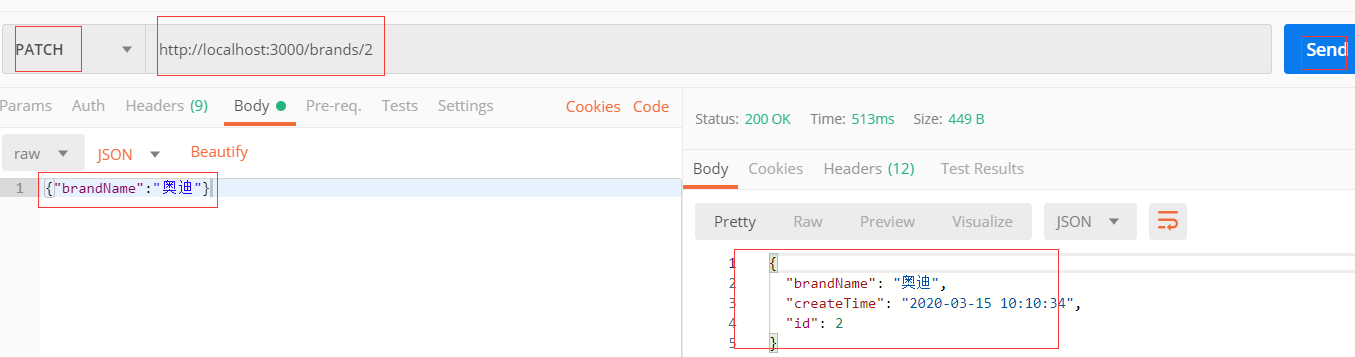 PATCH http://localhost:3000/brands/2 Send
Params Auth Headers (9) Body Pre-req. Tests Settings Cookies Code
raw JSON Beautify
1 {"brandName":"奥迪"}
Status: 200 OK Time: 513ms Size: 449 B
Body Cookies Headers (12) Test Results
Pretty Raw Preview Visualize JSON
1 {
2 "brandName": "奥迪",
3 "createTime": "2020-03-15 10:10:34",
4 "id": 2
5 }